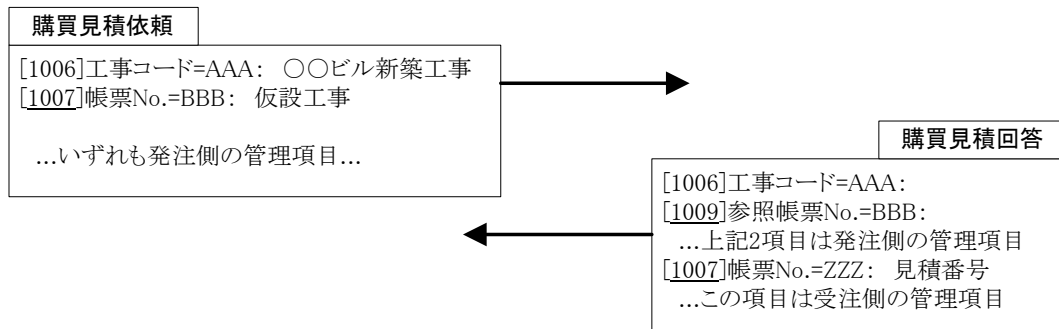 購買見積依頼
[1006]工事コード=AAA: ○○ビル新築工事
[1007]帳票No.=BBB: 仮設工事
…いずれも発注側の管理項目…
購買見積回答
[1006]工事コード=AAA:
[1009]参照帳票No.=BBB:
…上記2項目は発注側の管理項目
[1007]帳票No.=ZZZ: 見積番号
…この項目は受注側の管理項目